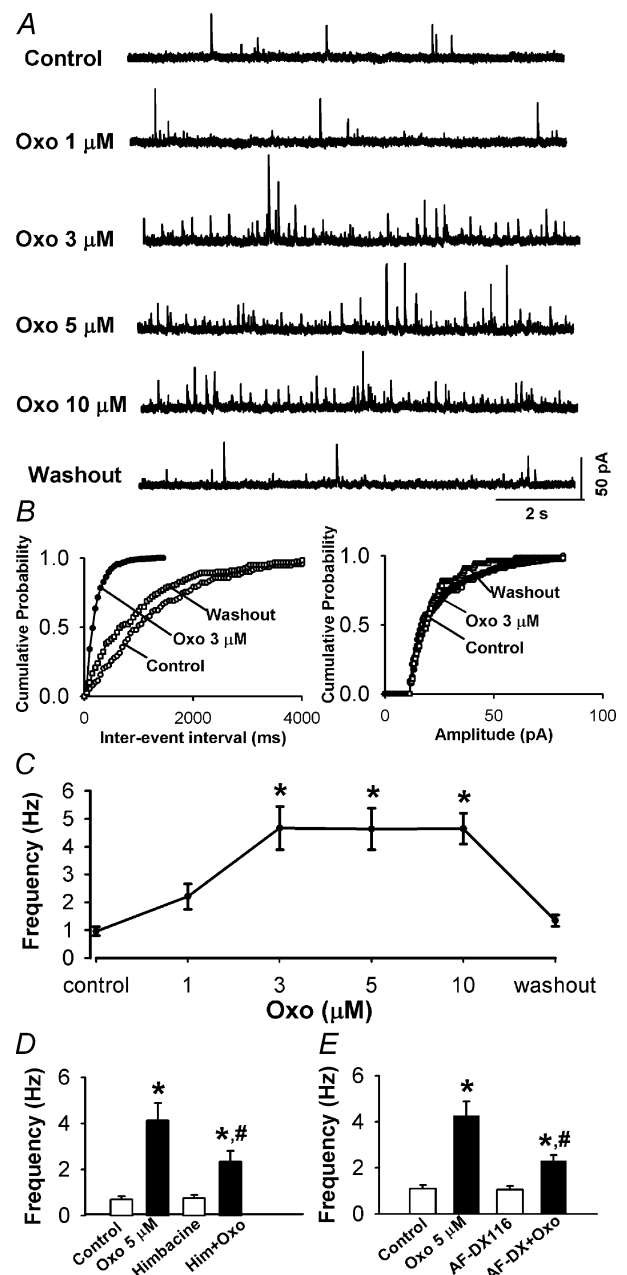 A
Control
Oxo 1 μM
Oxo 3 μM
Oxo 5 μM
Oxo 10 μM
Washout
50 pA
2 s
B
Cumulative Probability
1.0
0.5
0.0
Washout
Oxo 3 μM
Control
0
2000
4000
Inter-event interval (ms)
Cumulative Probability
1.0
0.5
0.0
Washout
Oxo 3 μM
Control
0
50
100
Amplitude (pA)
C
Frequency (Hz)
6
5
4
3
2
1
0
* * *
control 1 3 5 10 washout
Oxo (μM)
D
Frequency (Hz)
6
4
2
0
*
*,#
Control
Oxo 5 μM
Himbacine
Him+Oxo
E
Frequency (Hz)
6
4
2
0
*
*,#
Control
Oxo 5 μM
AF-DX116
AF-DX+Oxo